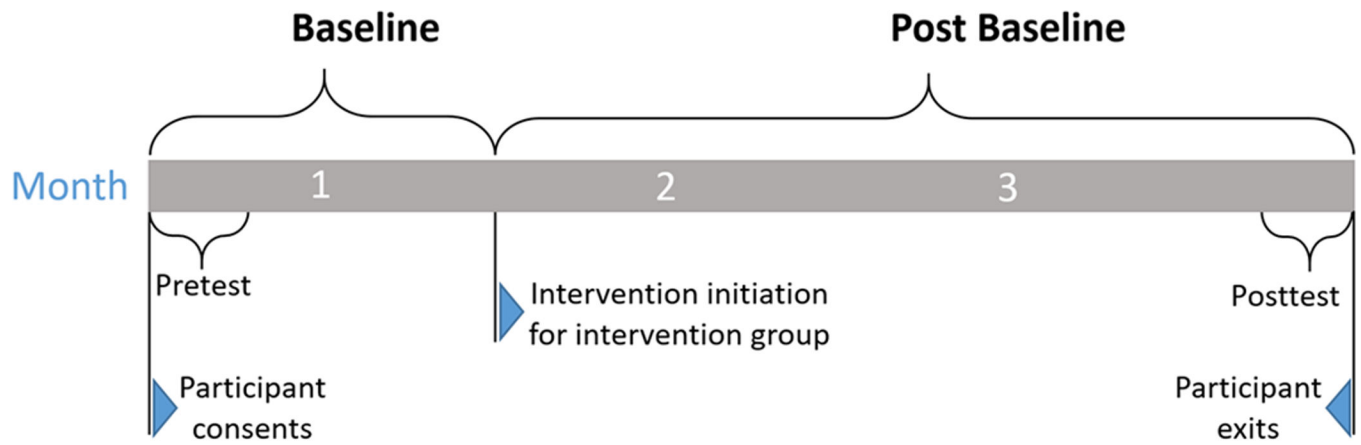 Baseline
Post Baseline
Month
1
2
3
Pretest
Intervention initiation
for intervention group
Posttest
Participant
consents
Participant
exits